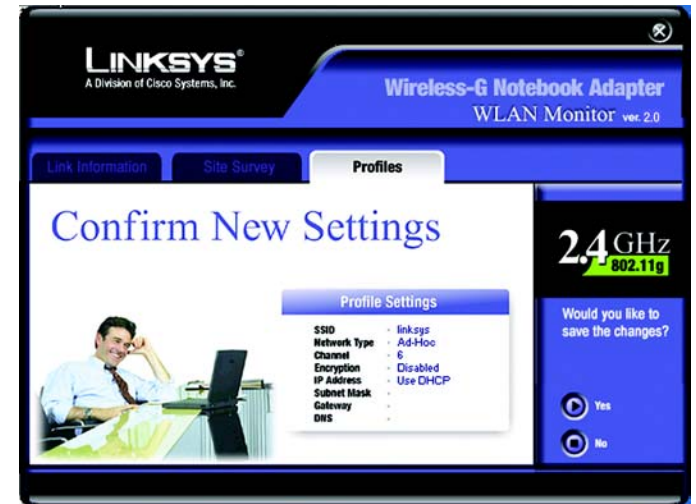 LINKSYS®
A Division of Cisco Systems, Inc.
Wireless-G Notebook Adapter
WLAN Monitor ver. 2.0
Link Information
Site Survey
Profiles
Confirm New Settings
2.4 GHz
802.11g
Profile Settings
SSID · linksys
Network Type · Ad-Hoc
Channel · 6
Encryption · Disabled
IP Address · Use DHCP
Subnet Mask ·
Gateway ·
DNS ·
Would you like to
save the changes?
Yes
No